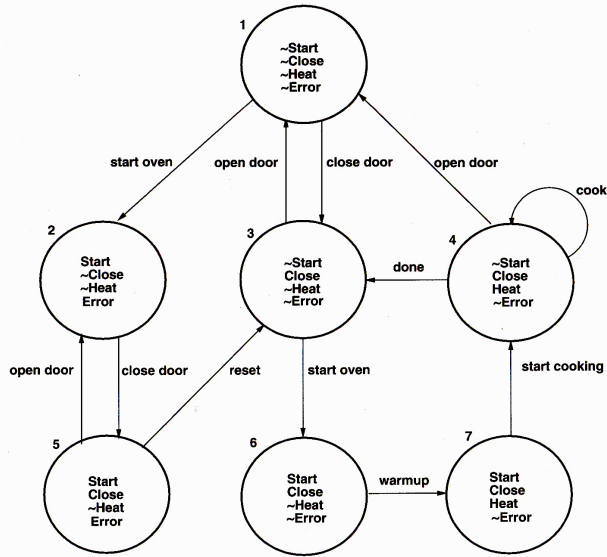 1
~Start
~Close
~Heat
~Error
start oven
open door
close door
open door
cook
2
Start
~Close
~Heat
Error
3
~Start
Close
~Heat
~Error
done
4
~Start
Close
Heat
~Error
open door
close door
reset
start oven
start cooking
5
Start
Close
~Heat
Error
6
Start
Close
~Heat
~Error
warmup
7
Start
Close
Heat
~Error